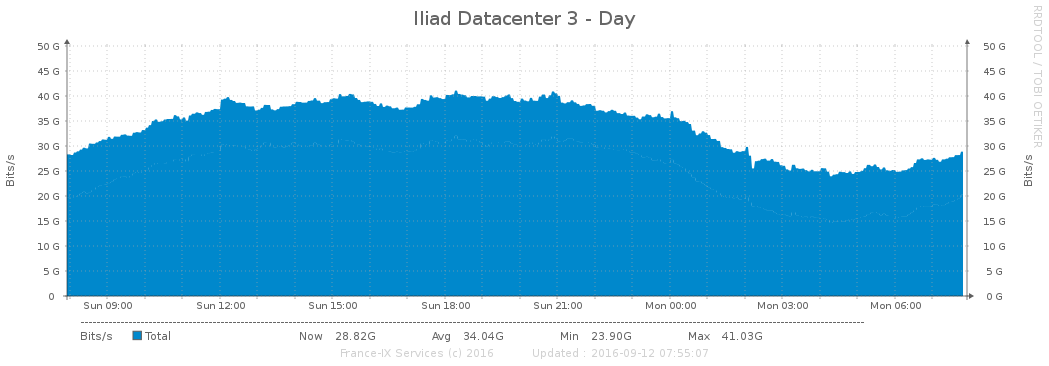 Iliad Datacenter 3 - Day
RRDTOOL / TOBI OETIKER
Bits/s
50 G 50 G
45 G 45 G
40 G 40 G
35 G 35 G
30 G 30 G
25 G 25 G
20 G 20 G
15 G 15 G
10 G 10 G
5 G 5 G
0 0 G
Bits/s
Sun 09:00 Sun 12:00 Sun 15:00 Sun 18:00 Sun 21:00 Mon 00:00 Mon 03:00 Mon 06:00
Bits/s Total Now 28.82G Avg 34.04G Min 23.90G Max 41.03G
France-IX Services (c) 2016 Updated : 2016-09-12 07:55:07